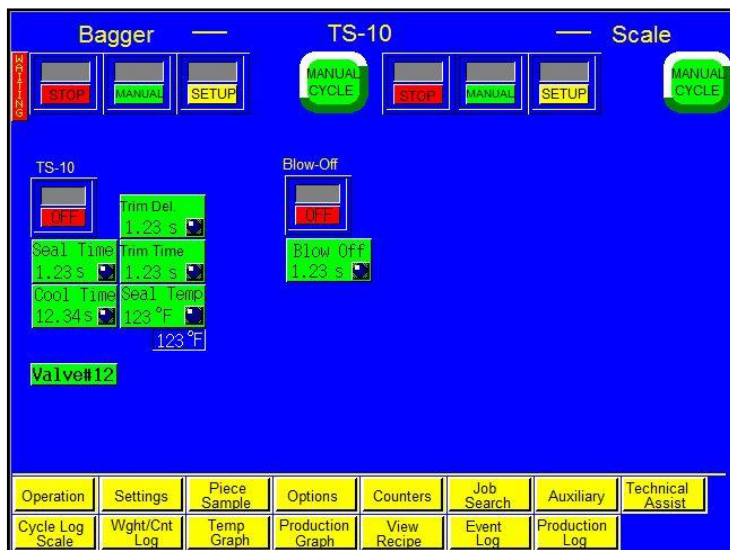 Bagger — TS-10 — Scale
WAITING
STOP MANUAL SETUP MANUAL CYCLE STOP MANUAL SETUP MANUAL CYCLE
TS-10
OFF
Trim Del.
1.23 s
Seal Time
1.23 s
Trim Time
1.23 s
Cool Time
12.34 s
Seal Temp
123 °F
123 °F
Valve#12
Blow-Off
OFF
Blow Off
1.23 s
Operation Settings Piece Sample Options Counters Job Search Auxiliary Technical Assist
Cycle Log Scale Wght/Cnt Log Temp Graph Production Graph View Recipe Event Log Production Log